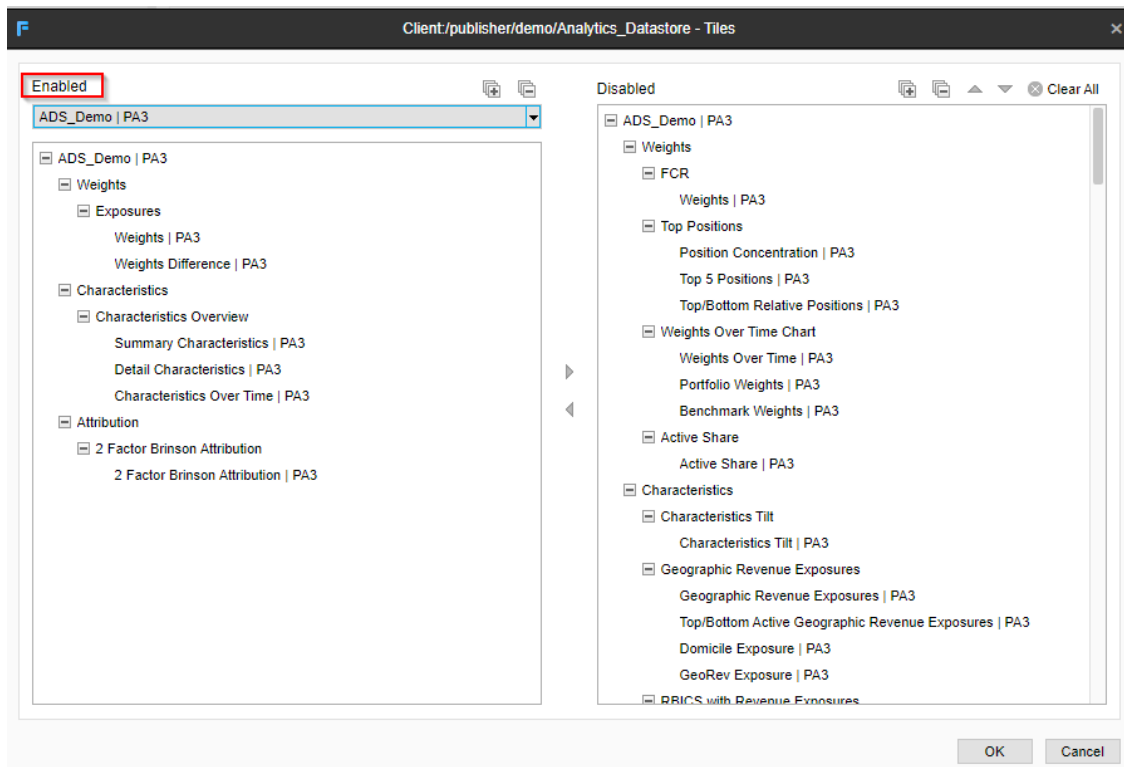 Client:/publisher/demo/Analytics_Datastore - Tiles
Enabled
ADS_Demo | PA3
ADS_Demo | PA3
Weights
Exposures
Weights | PA3
Weights Difference | PA3
Characteristics
Characteristics Overview
Summary Characteristics | PA3
Detail Characteristics | PA3
Characteristics Over Time | PA3
Attribution
2 Factor Brinson Attribution
2 Factor Brinson Attribution | PA3
Disabled
Clear All
ADS_Demo | PA3
Weights
FCR
Weights | PA3
Top Positions
Position Concentration | PA3
Top 5 Positions | PA3
Top/Bottom Relative Positions | PA3
Weights Over Time Chart
Weights Over Time | PA3
Portfolio Weights | PA3
Benchmark Weights | PA3
Active Share
Active Share | PA3
Characteristics
Characteristics Tilt
Characteristics Tilt | PA3
Geographic Revenue Exposures
Geographic Revenue Exposures | PA3
Top/Bottom Active Geographic Revenue Exposures | PA3
Domicile Exposure | PA3
GeoRev Exposure | PA3
RBICS with Revenue Exposures
OK
Cancel